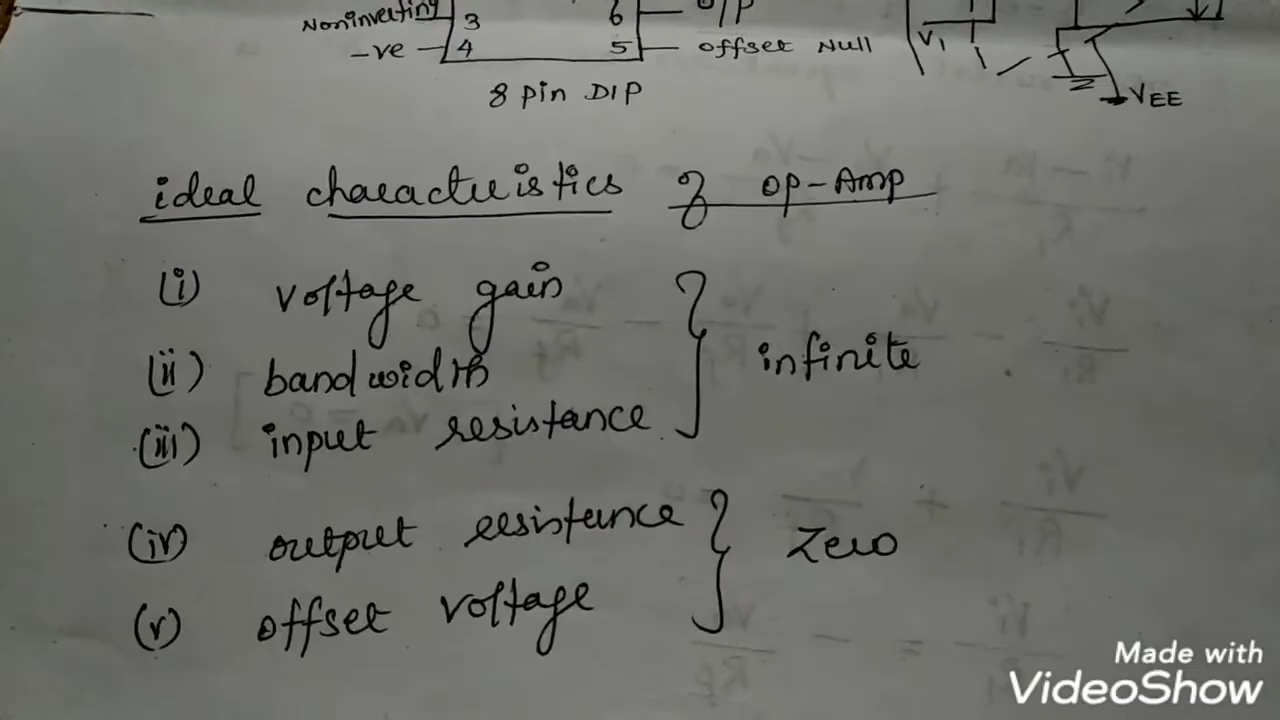 Noninverting 3 6 O/P
-ve 4 5 offset Null V1
8 pin DIP VEE
ideal characteristics of OP-Amp
(i) voltage gain
(ii) bandwidth infinite
(iii) input resistance
(iv) output resistance Zero
(v) offset voltage
Made with
VideoShow